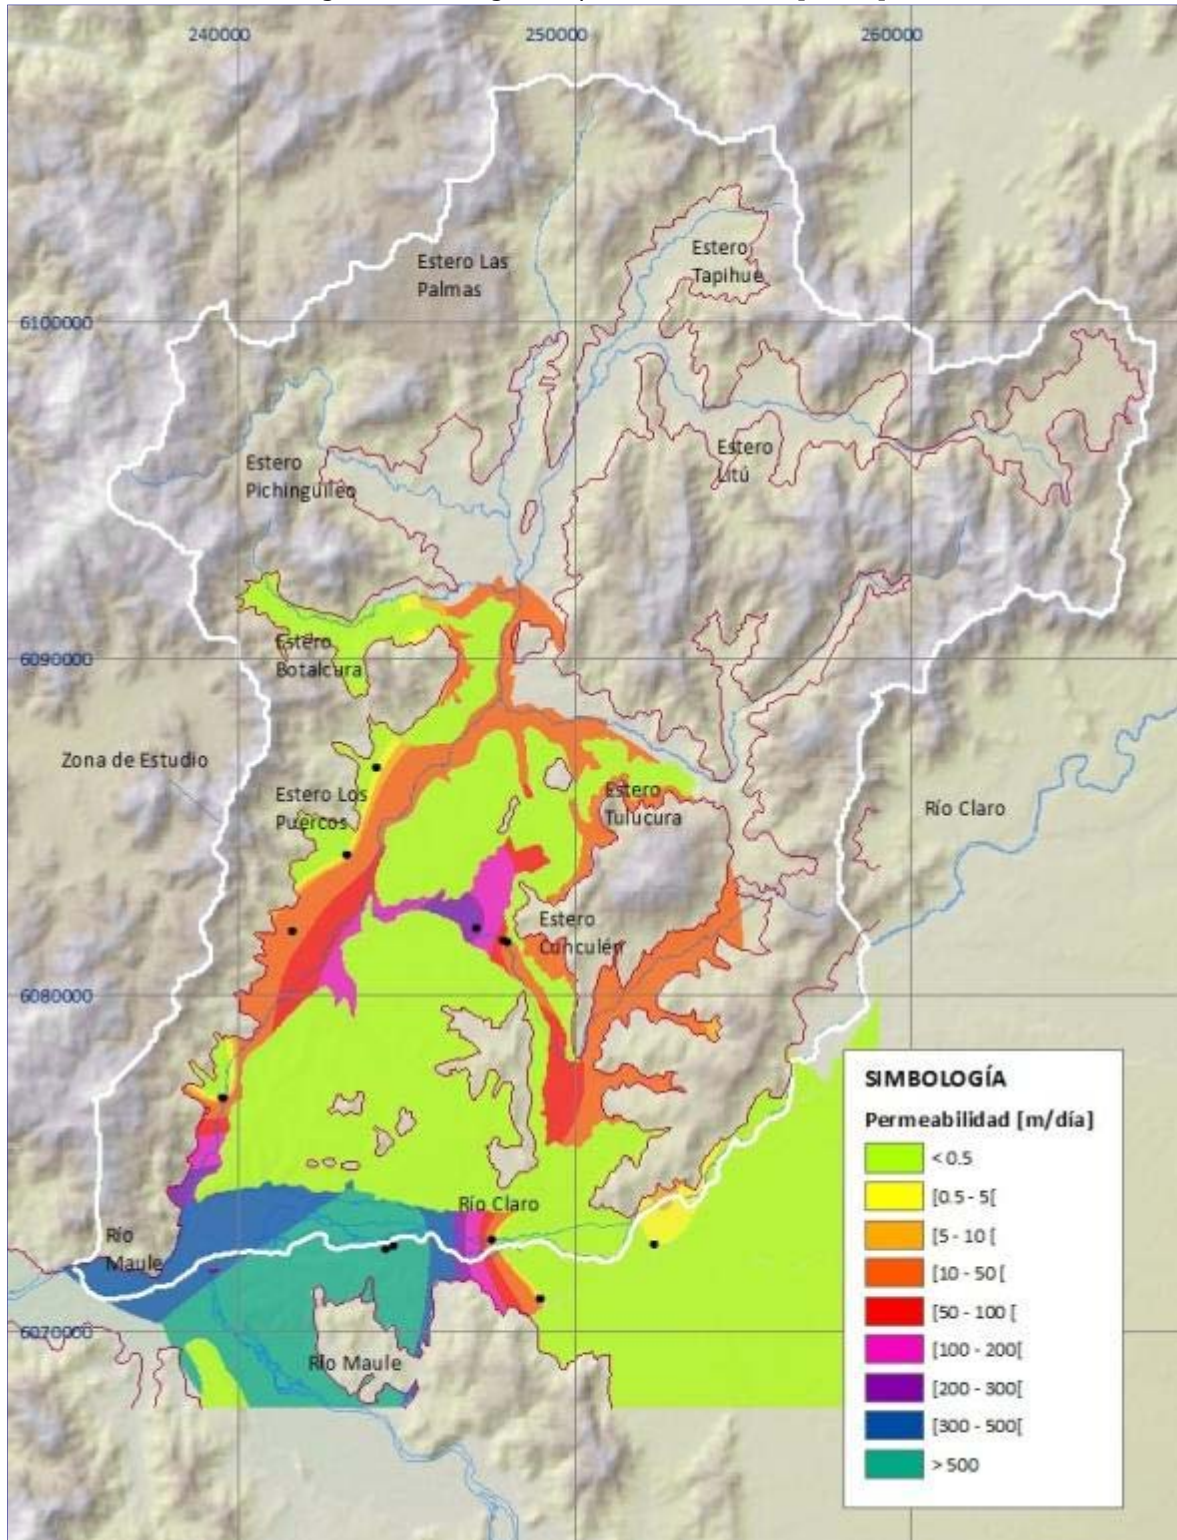 240000
250000
260000
Estero Las
Palmas
Estero
Tapihue
6100000
Estero
Pichinguileo
Estero
Litú
Estero
Botalcura
6090000
Zona de Estudio
Estero Los
Puercos
Estero
Tulucura
Río Claro
Estero
Cuhculén
6080000
SIMBOLOGÍA
Permeabilidad [m/día]
< 0.5
[0.5 - 5[
[5 - 10 [
[10 - 50 [
[50 - 100 [
[100 - 200[
[200 - 300[
[300 - 500[
> 500
Río Claro
Río
Maule
6070000
Río Maule